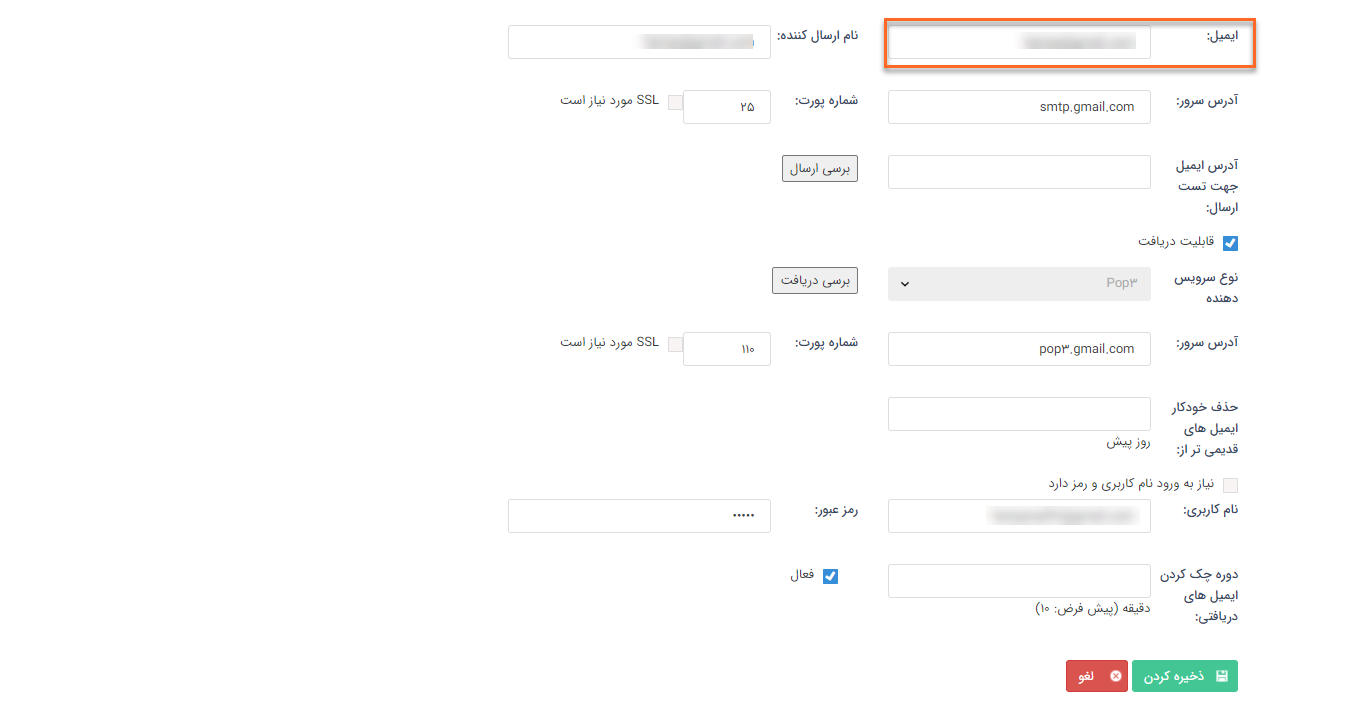 ایمیل:
نام ارسال کننده:
آدرس سرور:
smtp.gmail.com
شماره پورت:
۲۵
SSL مورد نیاز است
آدرس ایمیل
جهت تست
ارسال:
برسی ارسال
قابلیت دریافت
نوع سرویس
دهنده
Pop۳
برسی دریافت
آدرس سرور:
pop۳.gmail.com
شماره پورت:
۱۱۰
SSL مورد نیاز است
حذف خودکار
ایمیل های
قدیمی تر از:
روز پیش
نیاز به ورود نام کاربری و رمز دارد
نام کاربری:
رمز عبور:
•••••
دوره چک کردن
ایمیل های
دریافتی:
دقیقه (پیش فرض: ۱۰)
فعال
ذخیره کردن
لغو